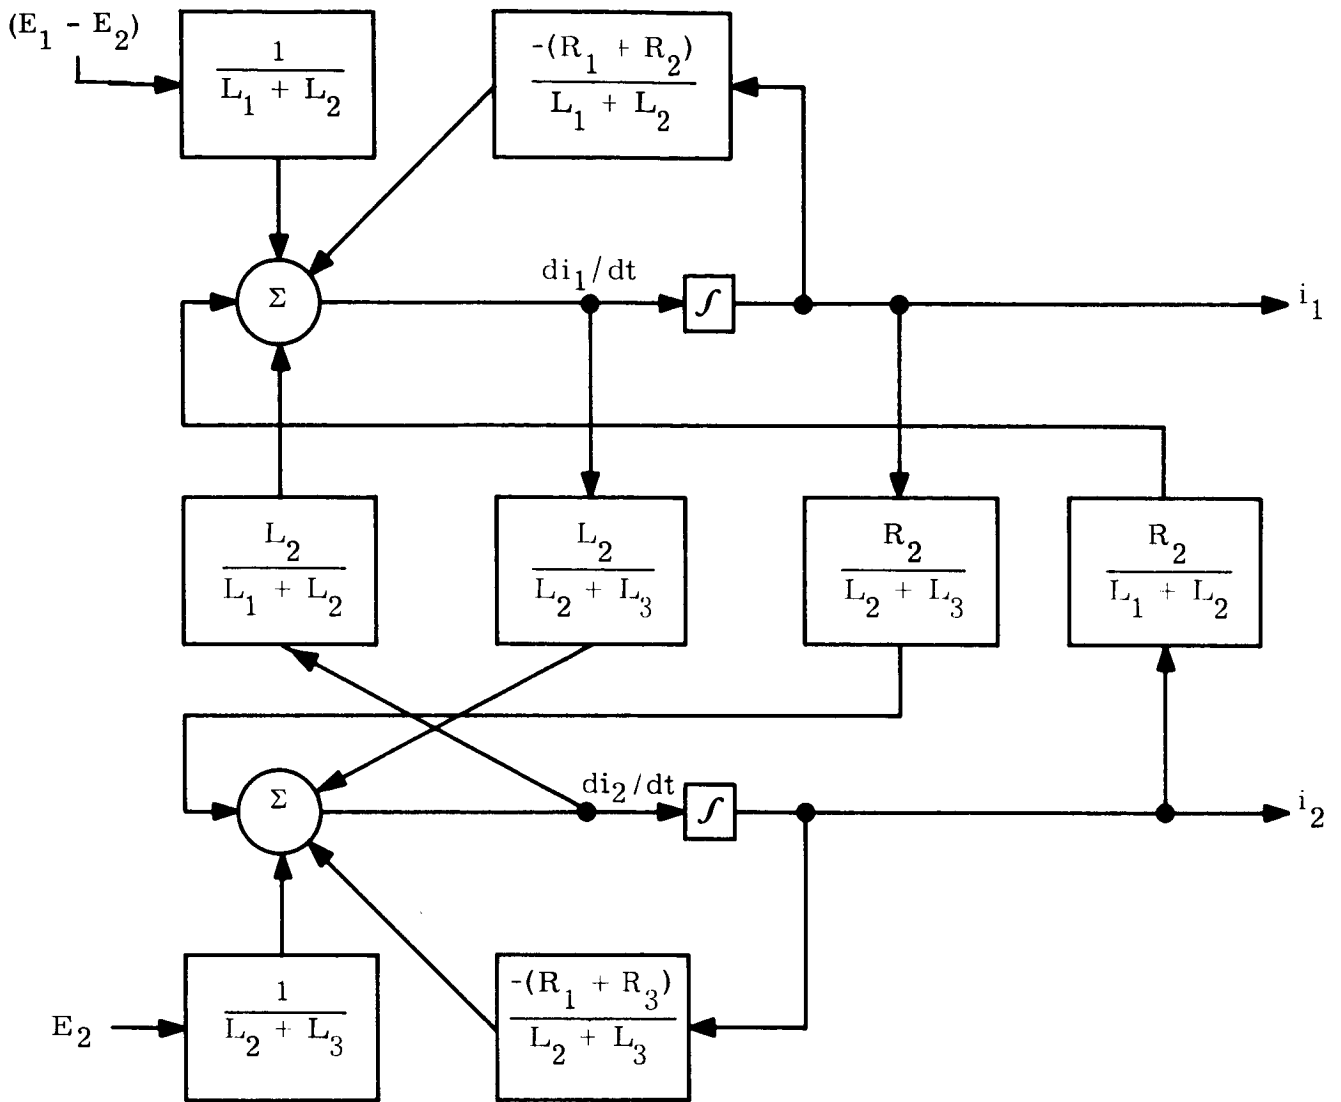 (E₁ - E₂)
1
L₁ + L₂
-(R₁ + R₂)
L₁ + L₂
Σ
di₁/dt
∫
i₁
L₂
L₁ + L₂
L₂
L₂ + L₃
R₂
L₂ + L₃
R₂
L₁ + L₂
Σ
di₂/dt
∫
i₂
E₂
1
L₂ + L₃
-(R₁ + R₃)
L₂ + L₃